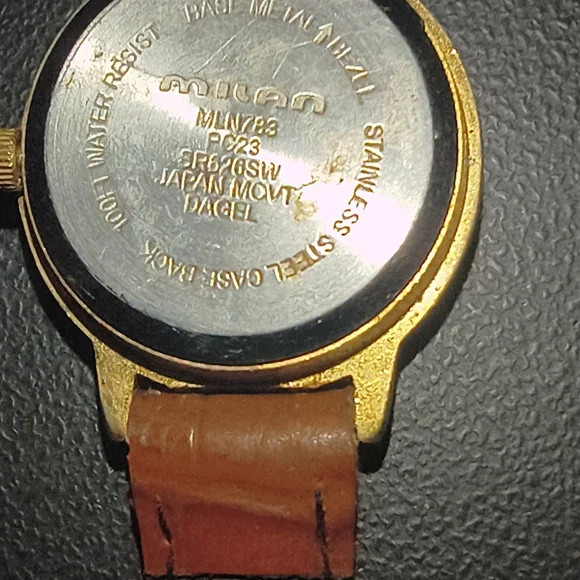 BASE METAL BEZEL
STAINLESS STEEL CASE BACK
100FT WATER RESIST
milan
MLN783
PC23
SR626SW
JAPAN MOVT
DAGEL